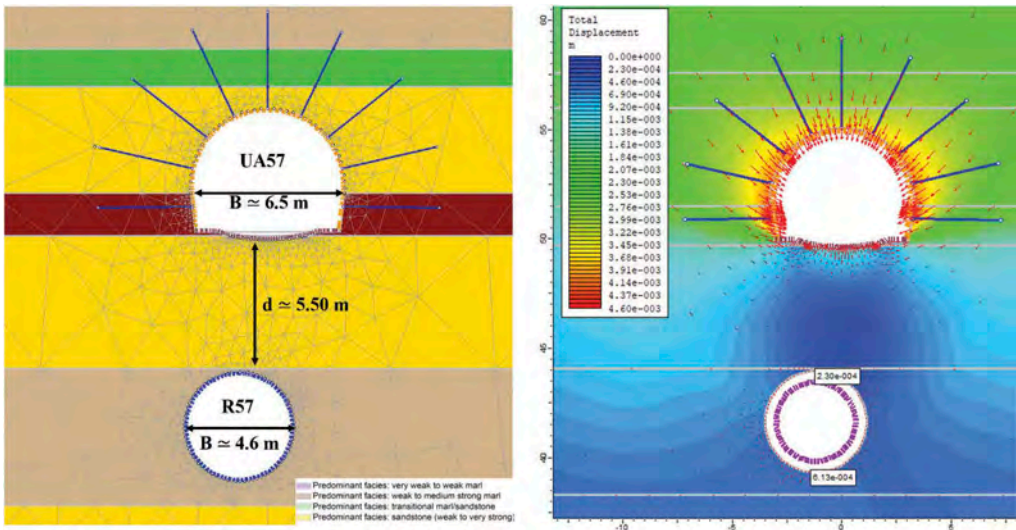 UA57
B ≃ 6.5 m
d ≃ 5.50 m
R57
B ≃ 4.6 m
Predominant facies: very weak to weak marl
Predominant facies: weak to medium strong marl
Predominant facies: transitional marl/sandstone
Predominant facies: sandstone (weak to very strong)
Total
Displacement
m
0.00e+000
2.30e-004
4.60e-004
6.90e-004
9.20e-004
1.15e-003
1.38e-003
1.61e-003
1.84e-003
2.07e-003
2.30e-003
2.53e-003
2.76e-003
2.99e-003
3.22e-003
3.45e-003
3.68e-003
3.91e-003
4.14e-003
4.37e-003
4.60e-003
60
55
50
45
40
2.30e-004
6.13e-004
-10
-5
0
5